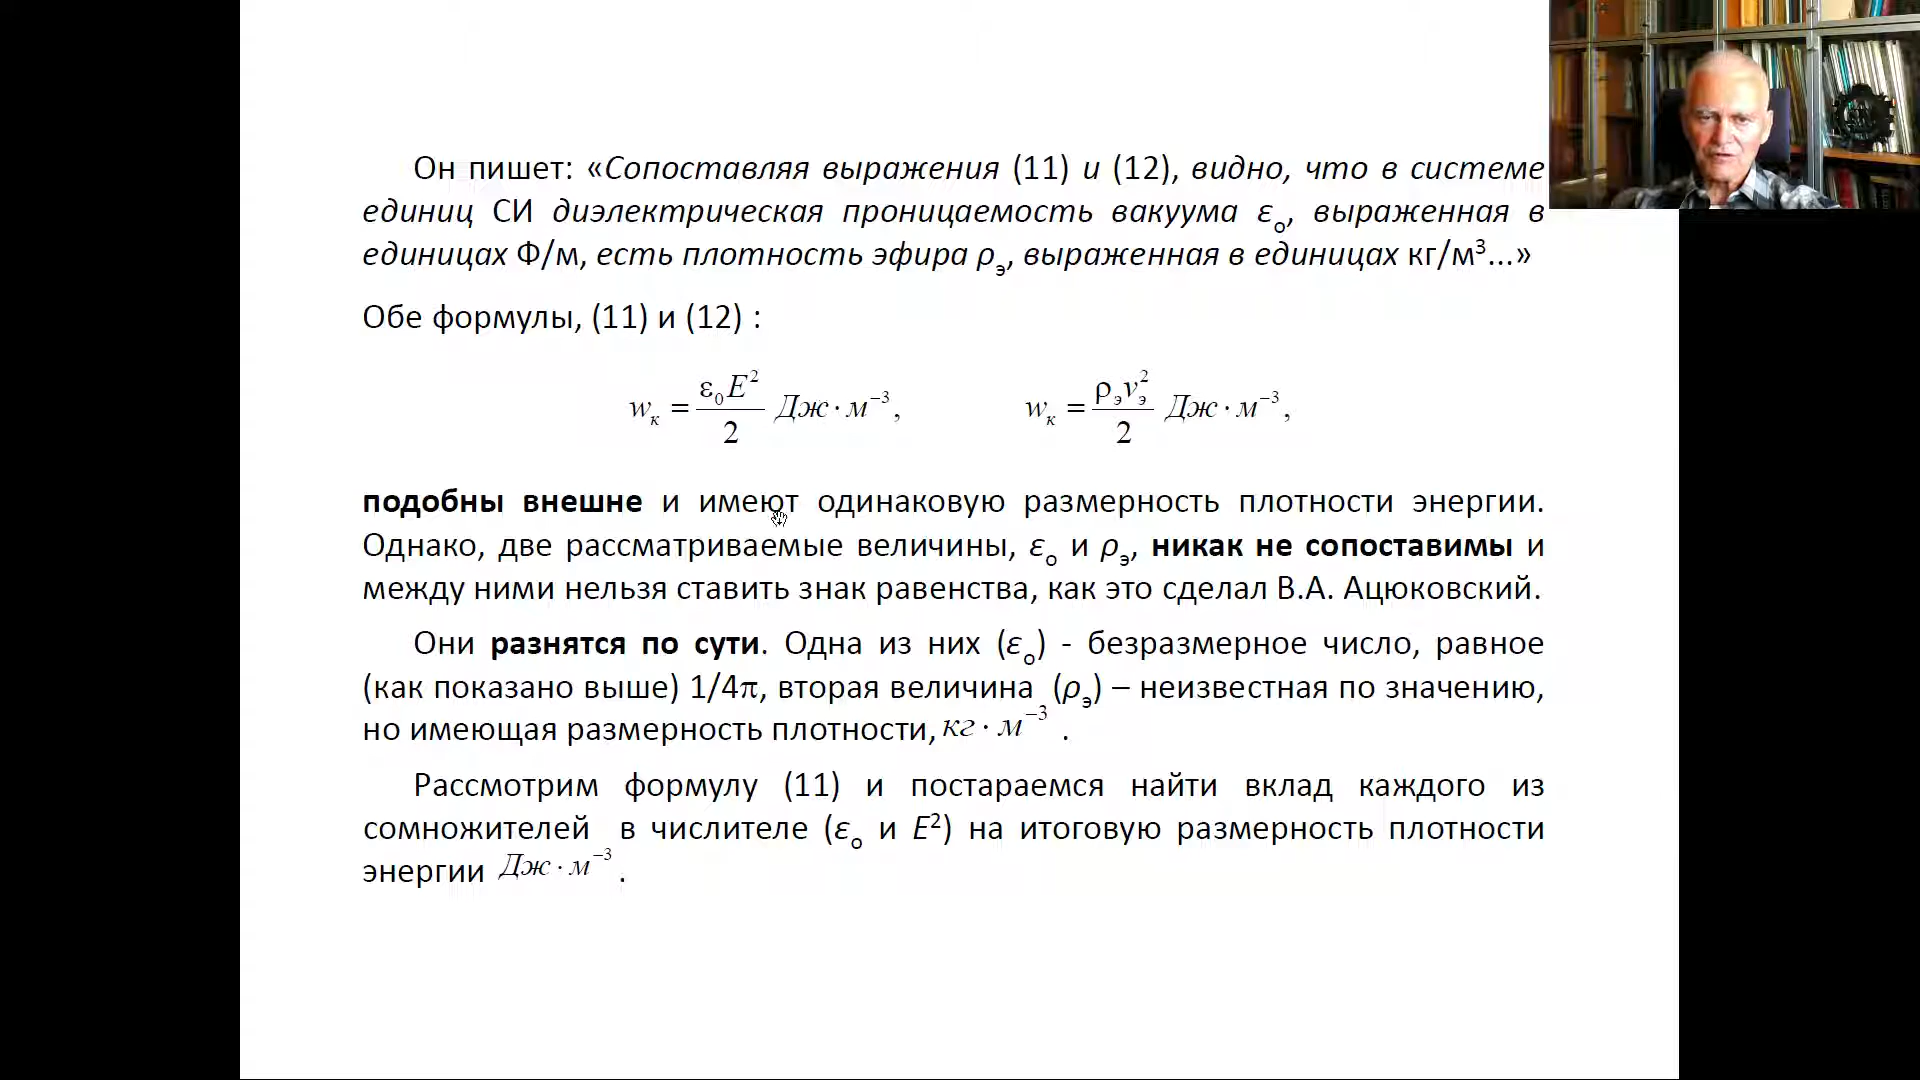 Он пишет: «Сопоставляя выражения (11) и (12), видно, что в системе
единиц СИ диэлектрическая проницаемость вакуума εₒ, выраженная в
единицах Ф/м, есть плотность эфира ρэ, выраженная в единицах кг/м³...»
Обе формулы, (11) и (12) :
wк = ε₀E²/2 Дж · м⁻³, wк = ρэvэ²/2 Дж · м⁻³,
подобны внешне и имеют одинаковую размерность плотности энергии.
Однако, две рассматриваемые величины, εₒ и ρэ, никак не сопоставимы и
между ними нельзя ставить знак равенства, как это сделал В.А. Ацюковский.
Они разнятся по сути. Одна из них (εₒ) - безразмерное число, равное
(как показано выше) 1/4π, вторая величина (ρэ) – неизвестная по значению,
но имеющая размерность плотности, кг · м⁻³ .
Рассмотрим формулу (11) и постараемся найти вклад каждого из
сомножителей в числителе (εₒ и E²) на итоговую размерность плотности
энергии Дж · м⁻³ .